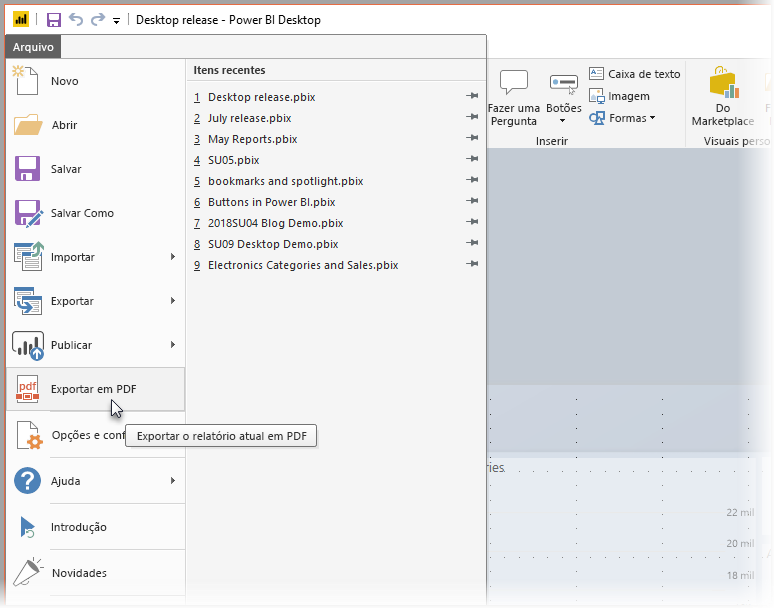 Desktop release - Power BI Desktop
Arquivo
Novo
Abrir
Salvar
Salvar Como
Importar
Exportar
Publicar
pdf
Exportar em PDF
Opções e conf
Exportar o relatório atual em PDF
Ajuda
Introdução
Novidades
Itens recentes
1 Desktop release.pbix
2 July release.pbix
3 May Reports.pbix
4 SU05.pbix
5 bookmarks and spotlight.pbix
6 Buttons in Power BI.pbix
7 2018SU04 Blog Demo.pbix
8 SU09 Desktop Demo.pbix
9 Electronics Categories and Sales.pbix
Fazer uma
Pergunta
Botões
Caixa de texto
Imagem
Formas
Inserir
Do
Marketplace
Visuais perso
ries
22 mil
20 mil
18 mil